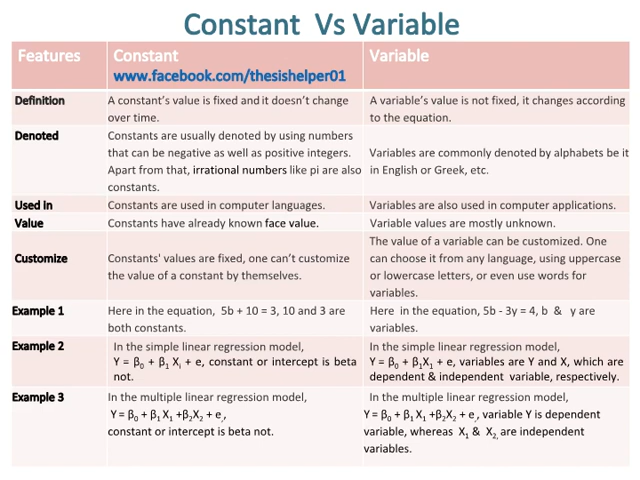 Constant Vs Variable
Features
Constant
www.facebook.com/thesishelper01
Variable
Definition
A constant's value is fixed and it doesn't change
over time.
A variable's value is not fixed, it changes according
to the equation.
Denoted
Constants are usually denoted by using numbers
that can be negative as well as positive integers.
Apart from that, irrational numbers like pi are also
constants.
Variables are commonly denoted by alphabets be it
in English or Greek, etc.
Used in
Constants are used in computer languages.
Variables are also used in computer applications.
Value
Constants have already known face value.
Variable values are mostly unknown.
Customize
Constants' values are fixed, one can't customize
the value of a constant by themselves.
The value of a variable can be customized. One
can choose it from any language, using uppercase
or lowercase letters, or even use words for
variables.
Example 1
Here in the equation, 5b + 10 = 3, 10 and 3 are
both constants.
Here in the equation, 5b - 3y = 4, b & y are
variables.
Example 2
In the simple linear regression model,
Y = β₀ + β₁ Xᵢ + e, constant or intercept is beta
not.
In the simple linear regression model,
Y = β₀ + β₁X₁ + e, variables are Y and X, which are
dependent & independent variable, respectively.
Example 3
In the multiple linear regression model,
Y = β₀ + β₁ X₁ +β₂X₂ + e,,
constant or intercept is beta not.
In the multiple linear regression model,
Y = β₀ + β₁ X₁ +β₂X₂ + e,, variable Y is dependent
variable, whereas X₁ & X₂, are independent
variables.